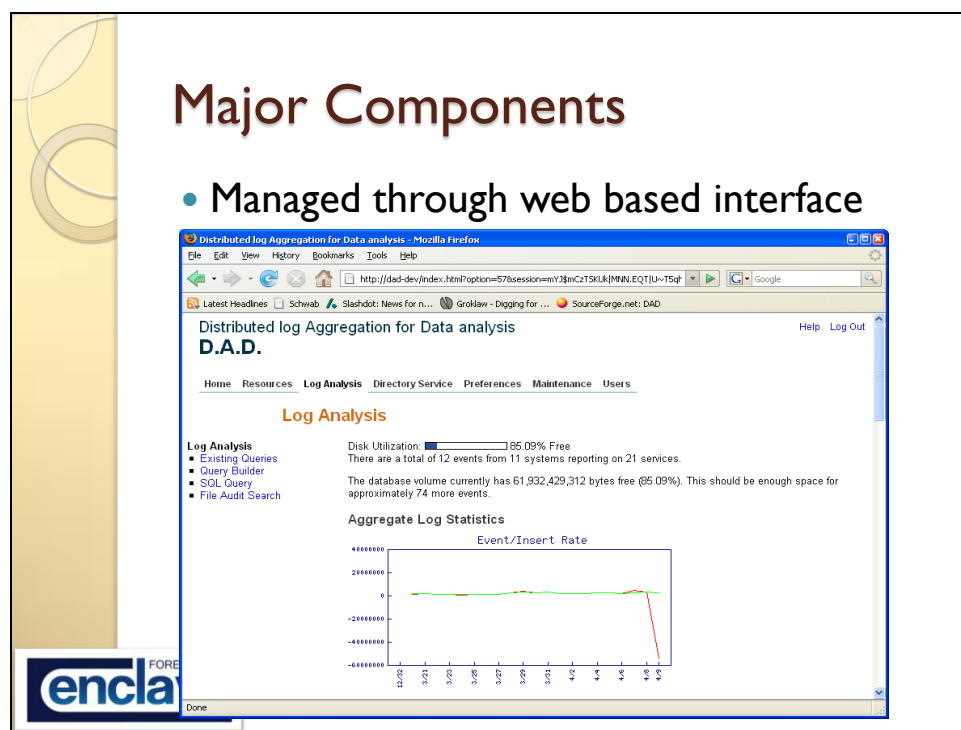 Major Components
• Managed through web based interface
Distributed log Aggregation for Data analysis - Mozilla Firefox
File Edit View History Bookmarks Tools Help
http://dad-dev/index.html?option=57&session=mYJ$mCzTSKUk|MNN.EQT|U~T5qh
Google
Latest Headlines Schwab Slashdot: News for n... Groklaw - Digging for ... SourceForge.net: DAD
Distributed log Aggregation for Data analysis
Help Log Out
D.A.D.
Home Resources Log Analysis Directory Service Preferences Maintenance Users
Log Analysis
Log Analysis
Existing Queries
Query Builder
SQL Query
File Audit Search
Disk Utilization: 85.09% Free
There are a total of 12 events from 11 systems reporting on 21 services.
The database volume currently has 61,932,429,312 bytes free (85.09%). This should be enough space for
approximately 74 more events.
Aggregate Log Statistics
Event/Insert Rate
40000000
20000000
0
-20000000
-40000000
-60000000
12/32 3/21 3/23 3/25 3/27 3/29 3/31 4/2 4/4 4/6 4/8 4/9
FORE
encla
Done